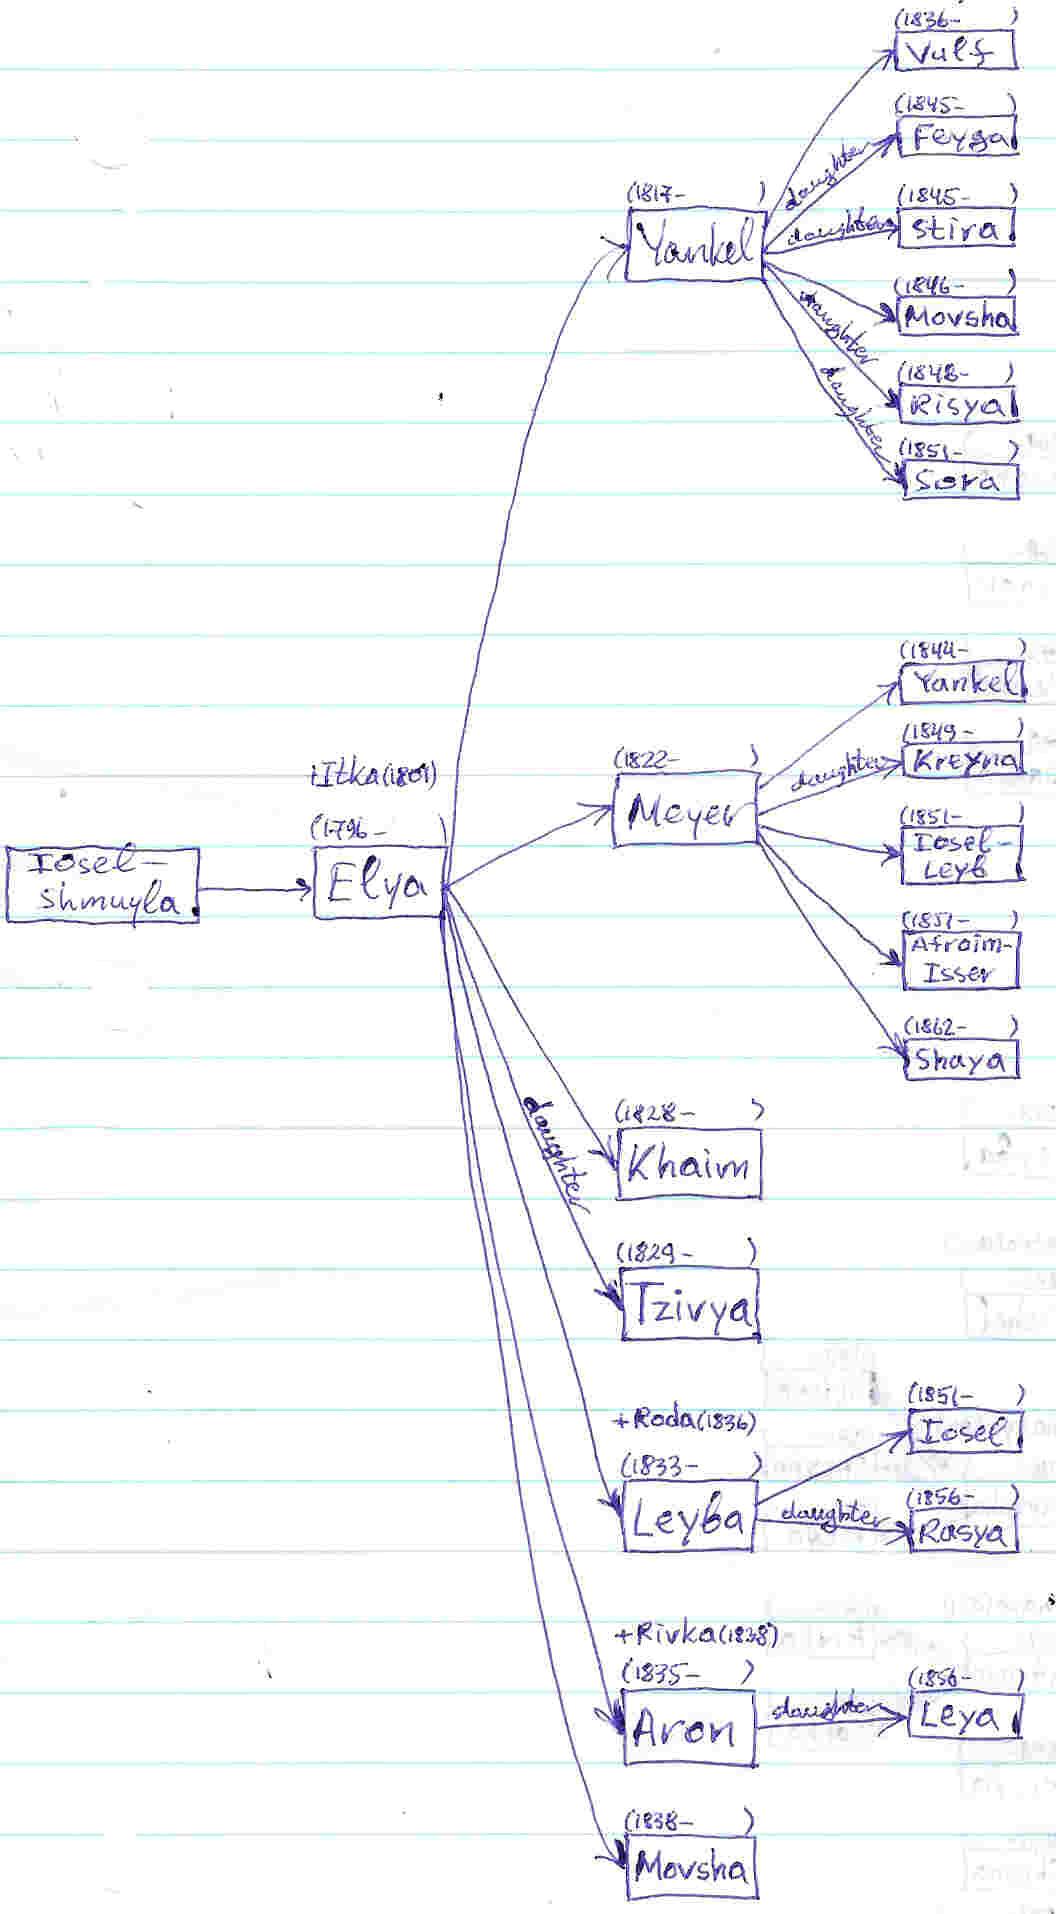 (1836- )
Vulf
(1845- )
Feyga
daughter
(1845- )
Stira
daughter
(1817- )
Yankel
(1846- )
Movsha
daughter
(1848- )
Risya
daughter
(1851- )
Sora
(1844- )
Yankel
(1849- )
Kreyna
daughter
(1822- )
Meyer
(1851-
Iosel-
Leyb
+Itka(1801)
(1796- )
Elya
Iosel-
Shmuyla
(1851- )
Afroim-
Isser
(1862- )
Shaya
(1828- )
Khaim
daughter
(1829- )
Tzivya
(1851- )
Iosel
+Roda(1836)
(1833- )
Leyba
daughter
(1856- )
Rasya
+Rivka(1838)
(1835- )
Aron
daughter
(1856- )
Leya
(1838- )
Movsha